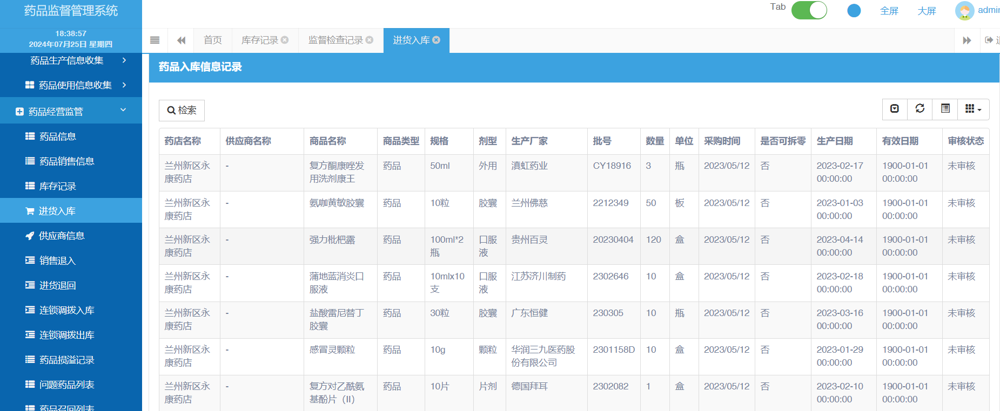 药品监督管理系统
18:38:57
2024年07月25日 星期四
药品生产信息收集
药品使用信息收集
药品经营监管
药品信息
药品销售信息
库存记录
进货入库
供应商信息
销售退入
进货退回
连锁调拨入库
连锁调拨出库
药品损溢记录
问题药品列表
药品召回列表
Tab 全屏 大屏 admin
首页 库存记录 监督检查记录 进货入库
药品入库信息记录
检索
药店名称 供应商名称 商品名称 商品类型 规格 剂型 生产厂家 批号 数量 单位 采购时间 是否可拆零 生产日期 有效日期 审核状态
兰州新区永 - 复方酮康唑发 药品 50ml 外用 滇虹药业 CY18916 3 瓶 2023/05/12 否 2023-02-17 1900-01-01 未审核
康药店 用洗剂康王 00:00:00 00:00:00
兰州新区永 - 氨咖黄敏胶囊 药品 10粒 胶囊 兰州佛慈 2212349 50 板 2023/05/12 否 2023-01-03 1900-01-01 未审核
康药店 00:00:00 00:00:00
兰州新区永 - 强力枇杷露 药品 100ml*2 口服 贵州百灵 20230404 120 盒 2023/05/12 否 2023-04-14 1900-01-01 未审核
康药店 瓶 液 00:00:00 00:00:00
兰州新区永 - 蒲地蓝消炎口 药品 10mlx10 口服 江苏济川制药 2302646 10 盒 2023/05/12 否 2023-02-18 1900-01-01 未审核
康药店 服液 支 液 00:00:00 00:00:00
兰州新区永 - 盐酸雷尼替丁 药品 30粒 胶囊 广东恒健 230305 10 瓶 2023/05/12 否 2023-03-16 1900-01-01 未审核
康药店 胶囊 00:00:00 00:00:00
兰州新区永 - 感冒灵颗粒 药品 10g 颗粒 华润三九医药股 2301158D 10 盒 2023/05/12 否 2023-01-29 1900-01-01 未审核
康药店 份有限公司 00:00:00 00:00:00
兰州新区永 - 复方对乙酰氨 药品 10片 片剂 德国拜耳 2302082 1 盒 2023/05/12 否 2023-02-10 1900-01-01 未审核
康药店 基酚片（II） 00:00:00 00:00:00